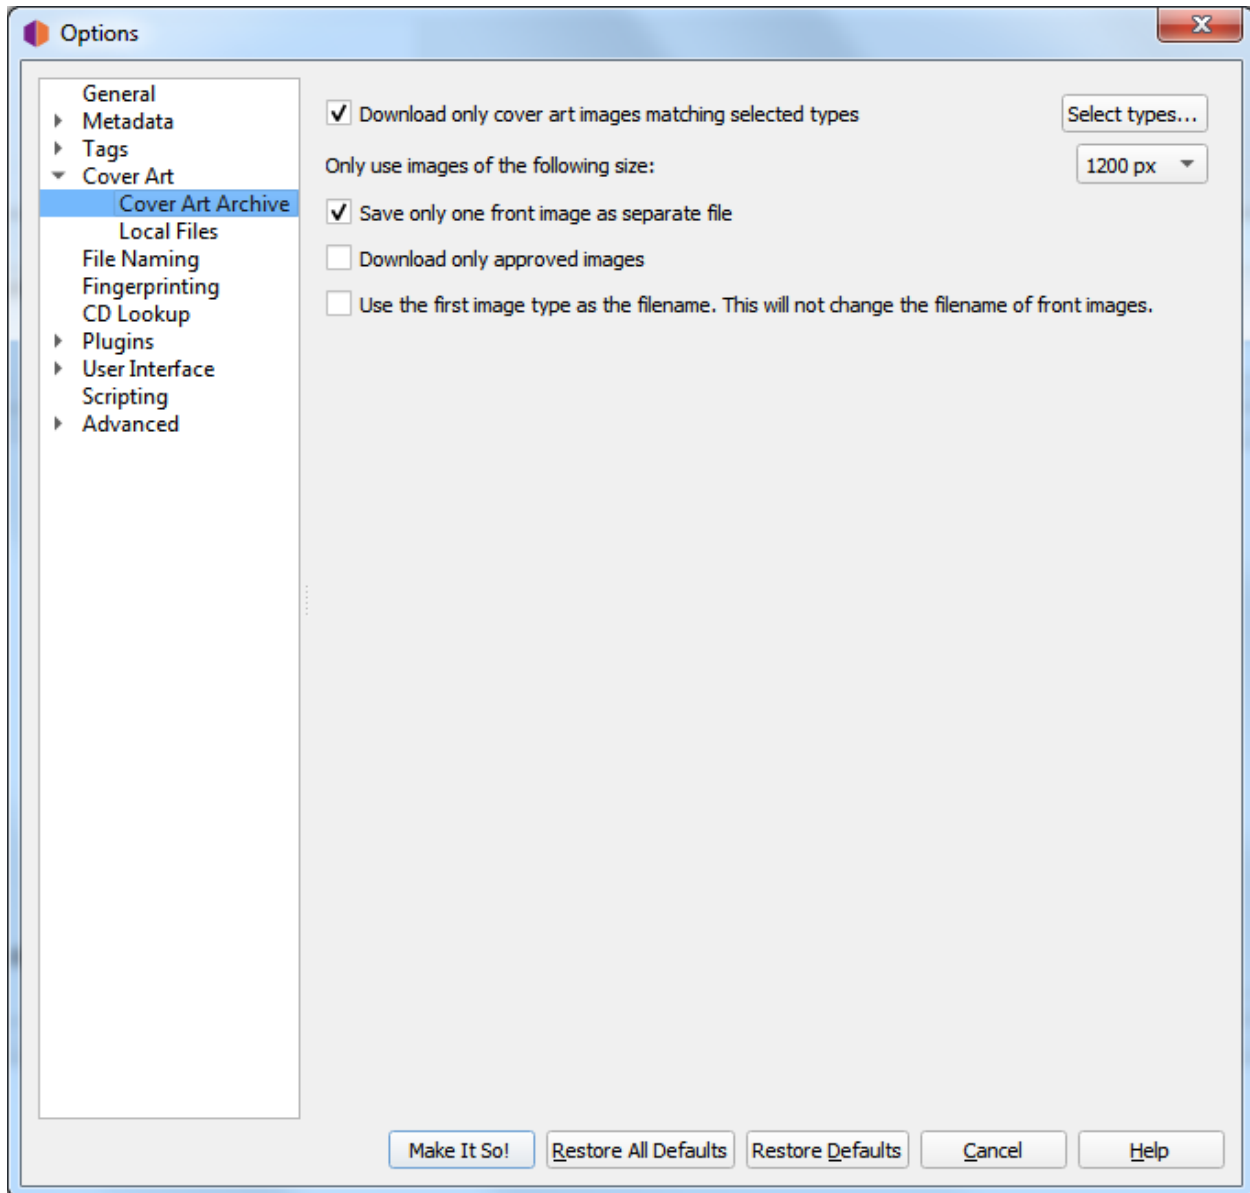 Options
General
Metadata
Tags
Cover Art
Cover Art Archive
Local Files
File Naming
Fingerprinting
CD Lookup
Plugins
User Interface
Scripting
Advanced
Download only cover art images matching selected types
Select types...
Only use images of the following size:
1200 px
Save only one front image as separate file
Download only approved images
Use the first image type as the filename. This will not change the filename of front images.
Make It So!
Restore All Defaults
Restore Defaults
Cancel
Help